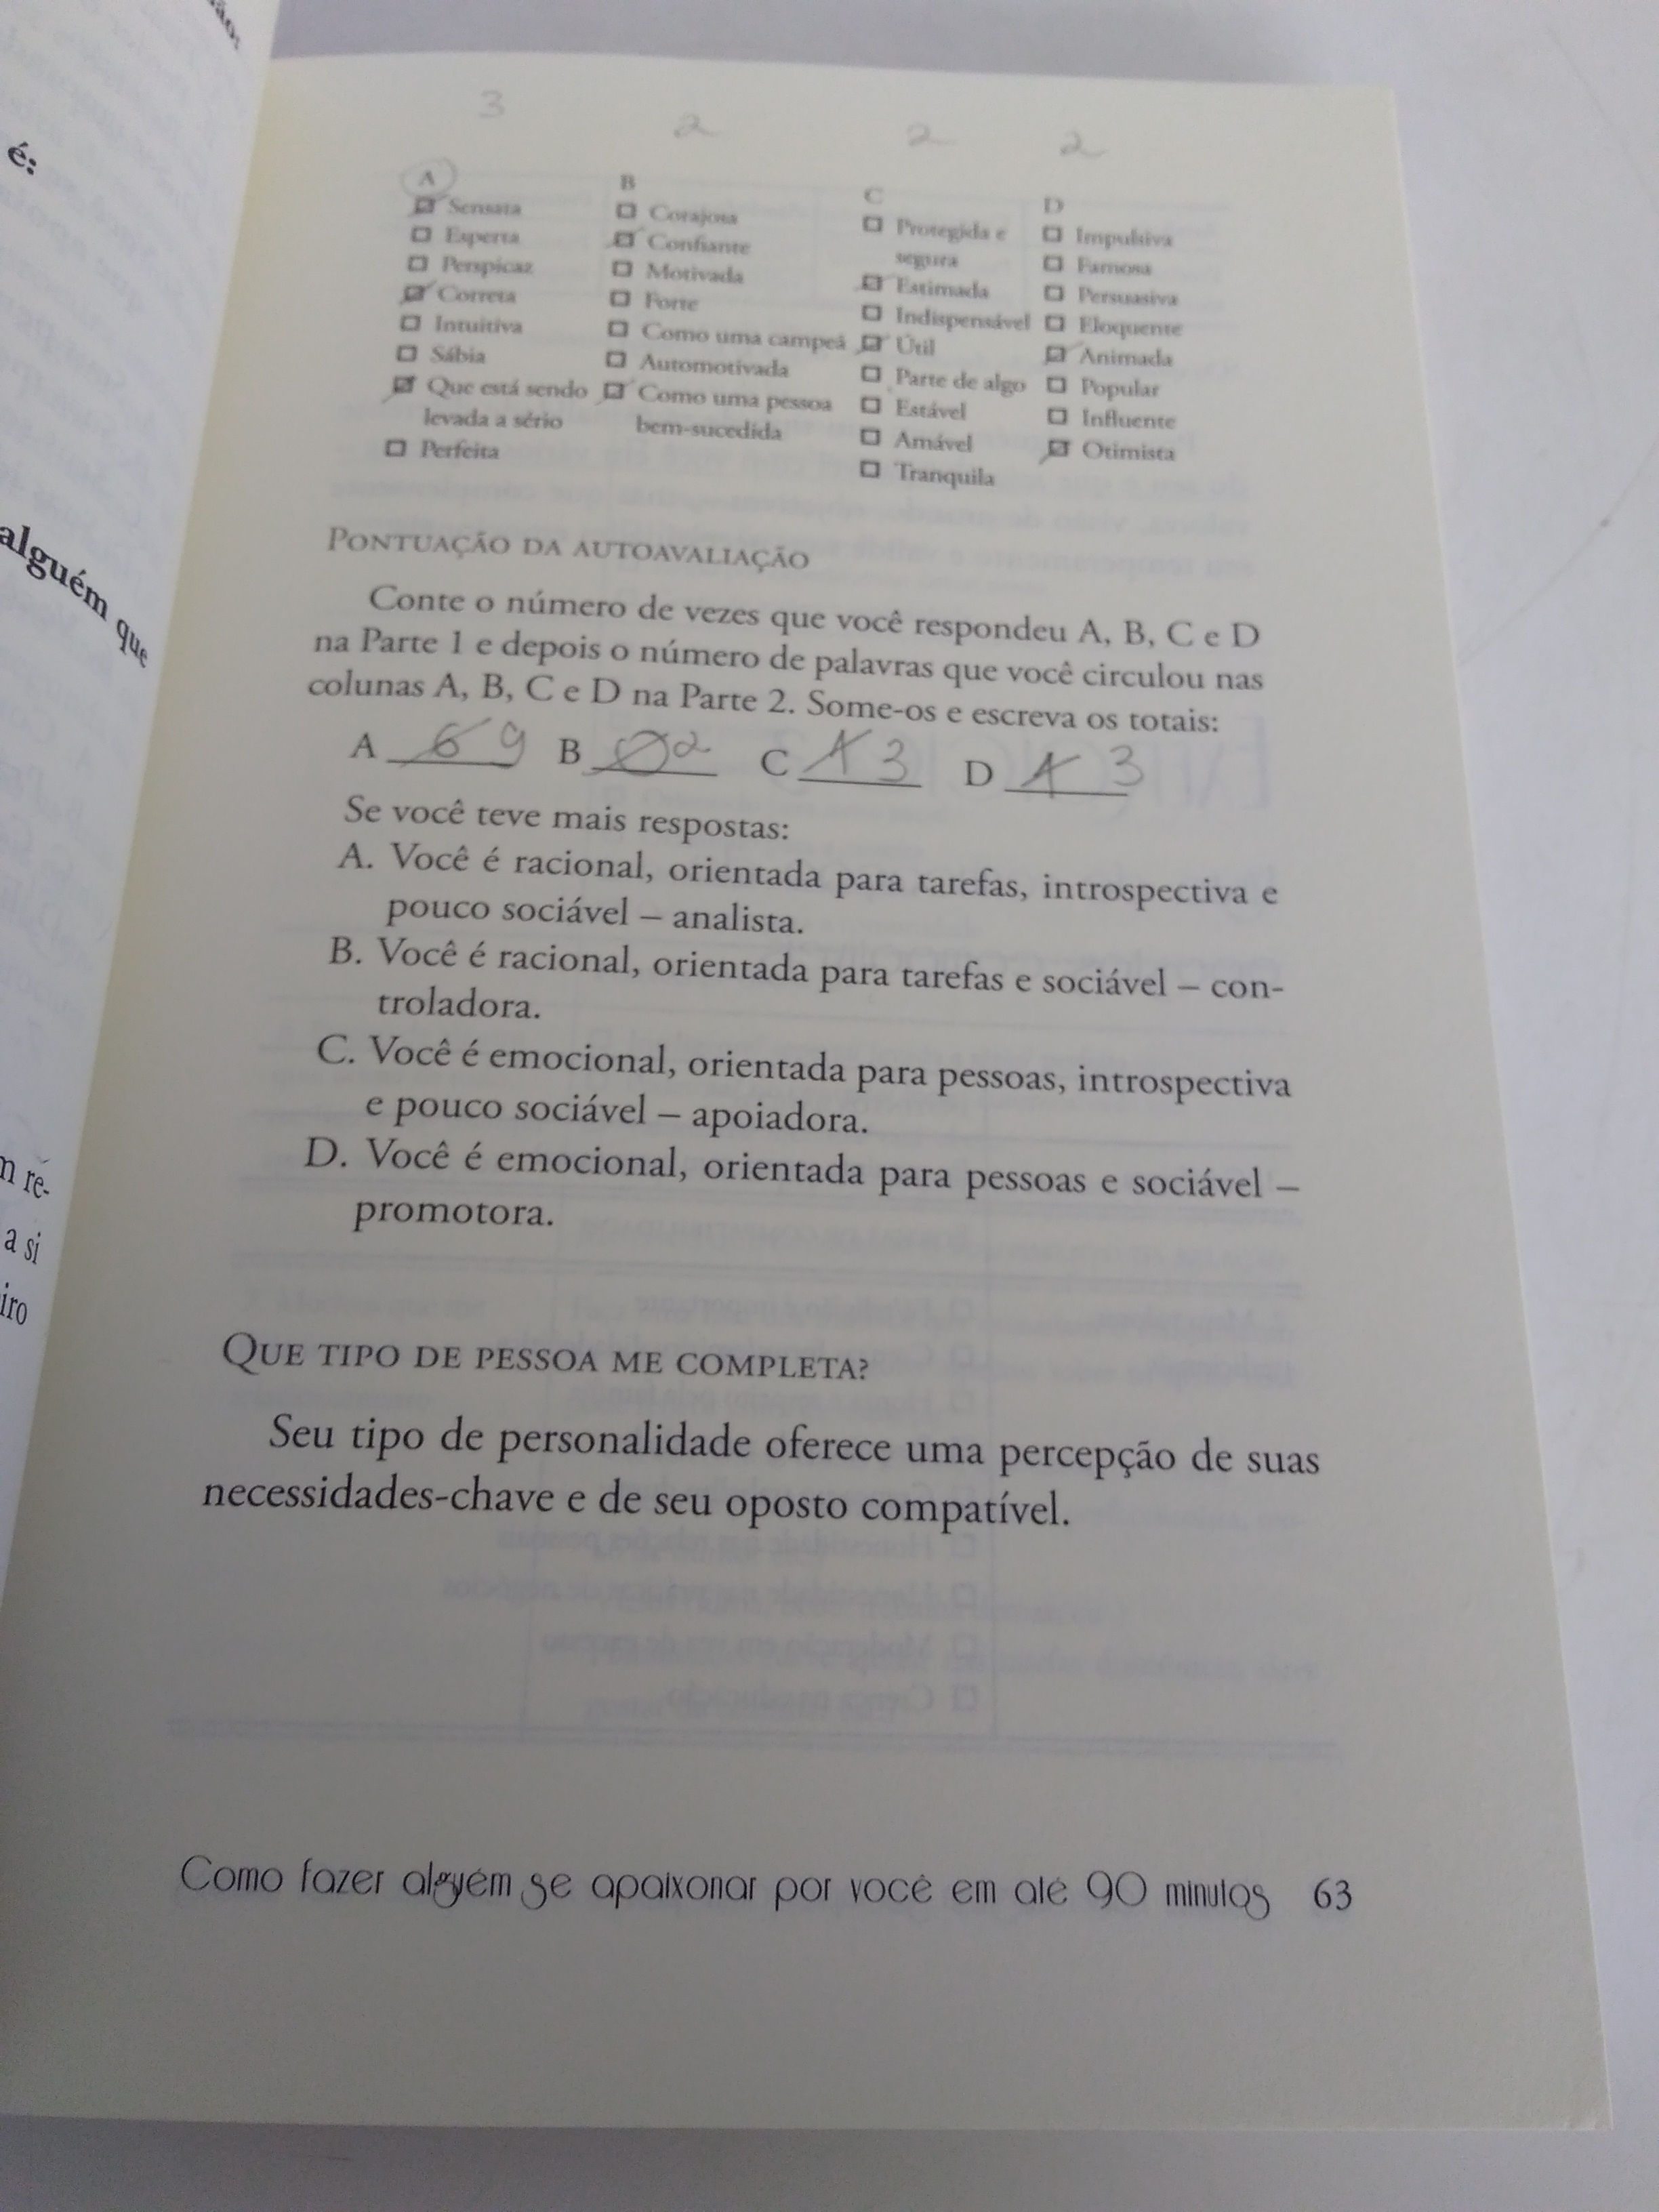 ão.
é:
alguém que
m re-
a si
iro
3 2 2 2
A B C D
Sensata
Esperta
Perspicaz
Correta
Intuitiva
Sábia
Que está sendo
levada a sério
Perfeita
Corajosa
Confiante
Motivada
Forte
Como uma campeã
Automotivada
Como uma pessoa
bem-sucedida
Protegida e
segura
Estimada
Indispensável
Útil
Parte de algo
Estável
Amável
Tranquila
Impulsiva
Famosa
Persuasiva
Eloquente
Animada
Popular
Influente
Otimista
PONTUAÇÃO DA AUTOAVALIAÇÃO
Conte o número de vezes que você respondeu A, B, C e D
na Parte 1 e depois o número de palavras que você circulou nas
colunas A, B, C e D na Parte 2. Some-os e escreva os totais:
A 6 9 B 0 2 C 1 3 D 1 3
Se você teve mais respostas:
A. Você é racional, orientada para tarefas, introspectiva e
pouco sociável – analista.
B. Você é racional, orientada para tarefas e sociável – con-
troladora.
C. Você é emocional, orientada para pessoas, introspectiva
e pouco sociável – apoiadora.
D. Você é emocional, orientada para pessoas e sociável –
promotora.
QUE TIPO DE PESSOA ME COMPLETA?
Seu tipo de personalidade oferece uma percepção de suas
necessidades-chave e de seu oposto compatível.
Como fazer alguém se apaixonar por você em até 90 minutos 63